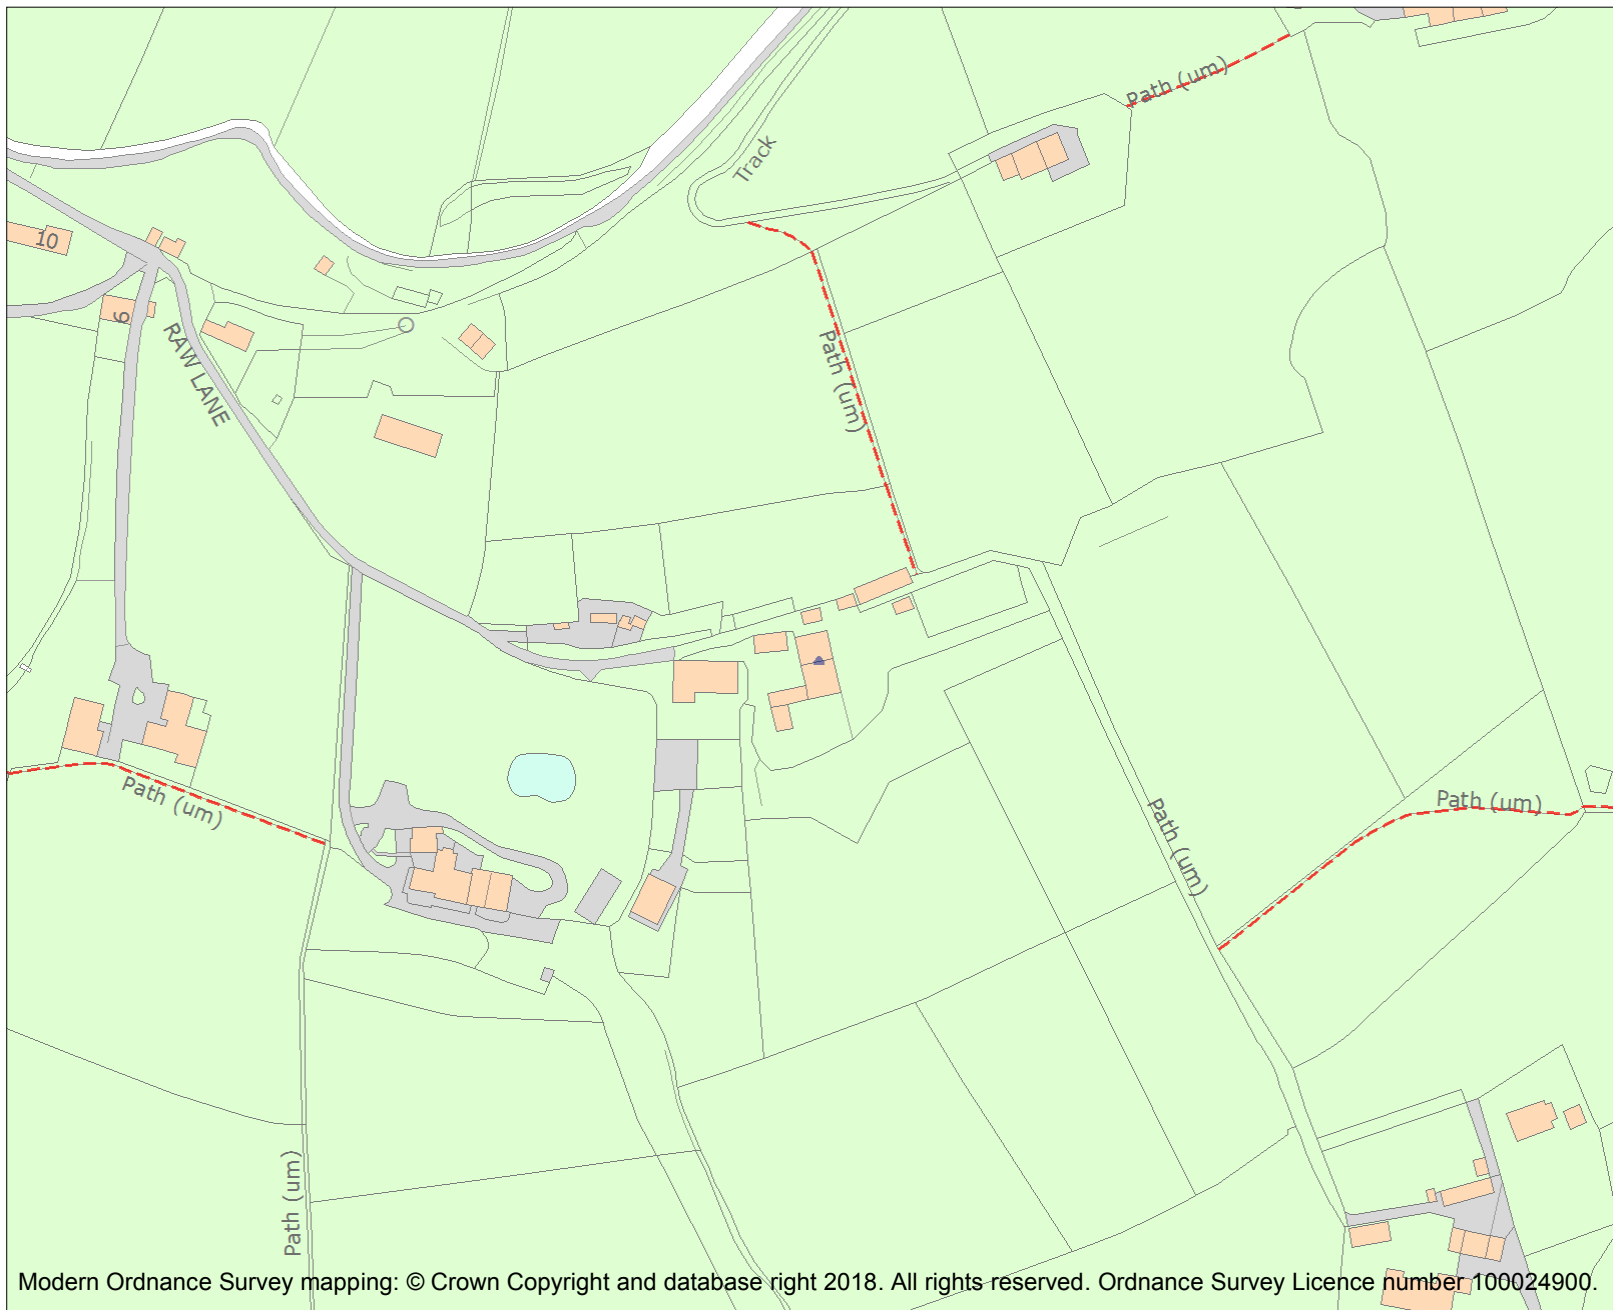 Path (um)
Track
10
6
RAW LANE
Path (um)
Path (um)
Path (um)
Path (um)
Path (um)
Modern Ordnance Survey mapping: © Crown Copyright and database right 2018. All rights reserved. Ordnance Survey Licence number 100024900.